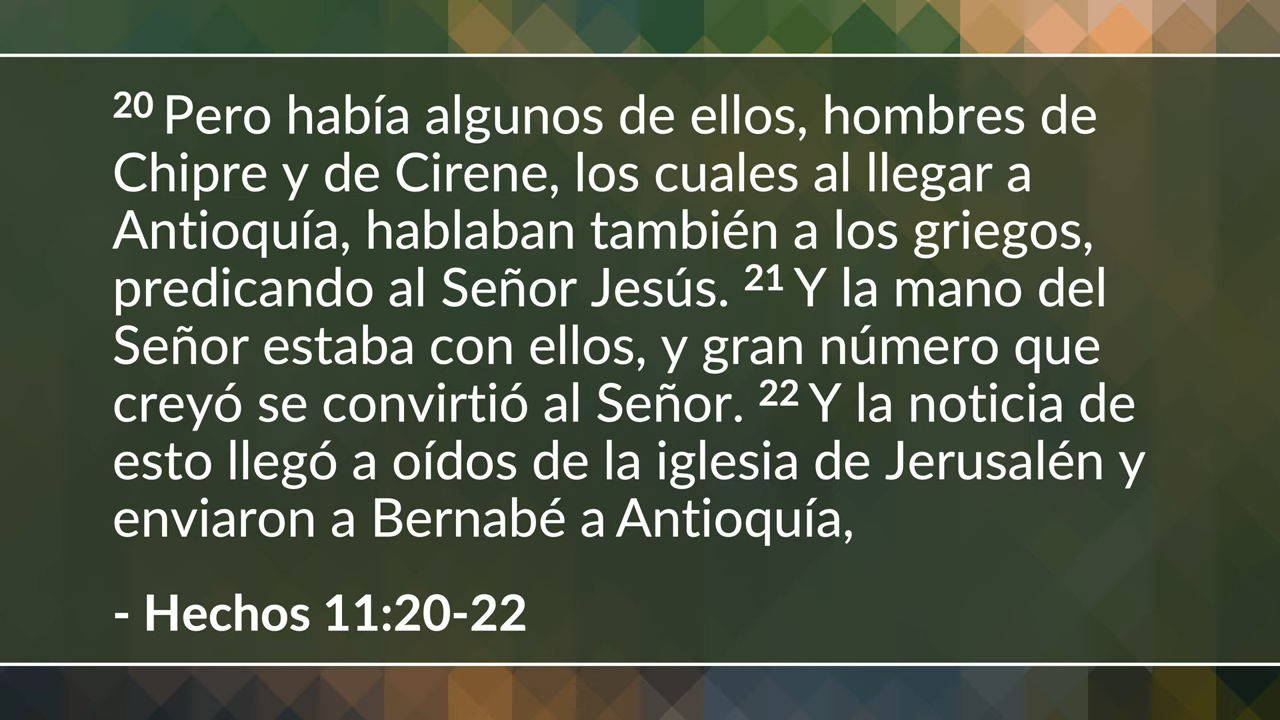 20 Pero había algunos de ellos, hombres de
Chipre y de Cirene, los cuales al llegar a
Antioquía, hablaban también a los griegos,
predicando al Señor Jesús. 21 Y la mano del
Señor estaba con ellos, y gran número que
creyó se convirtió al Señor. 22 Y la noticia de
esto llegó a oídos de la iglesia de Jerusalén y
enviaron a Bernabé a Antioquía,
- Hechos 11:20-22